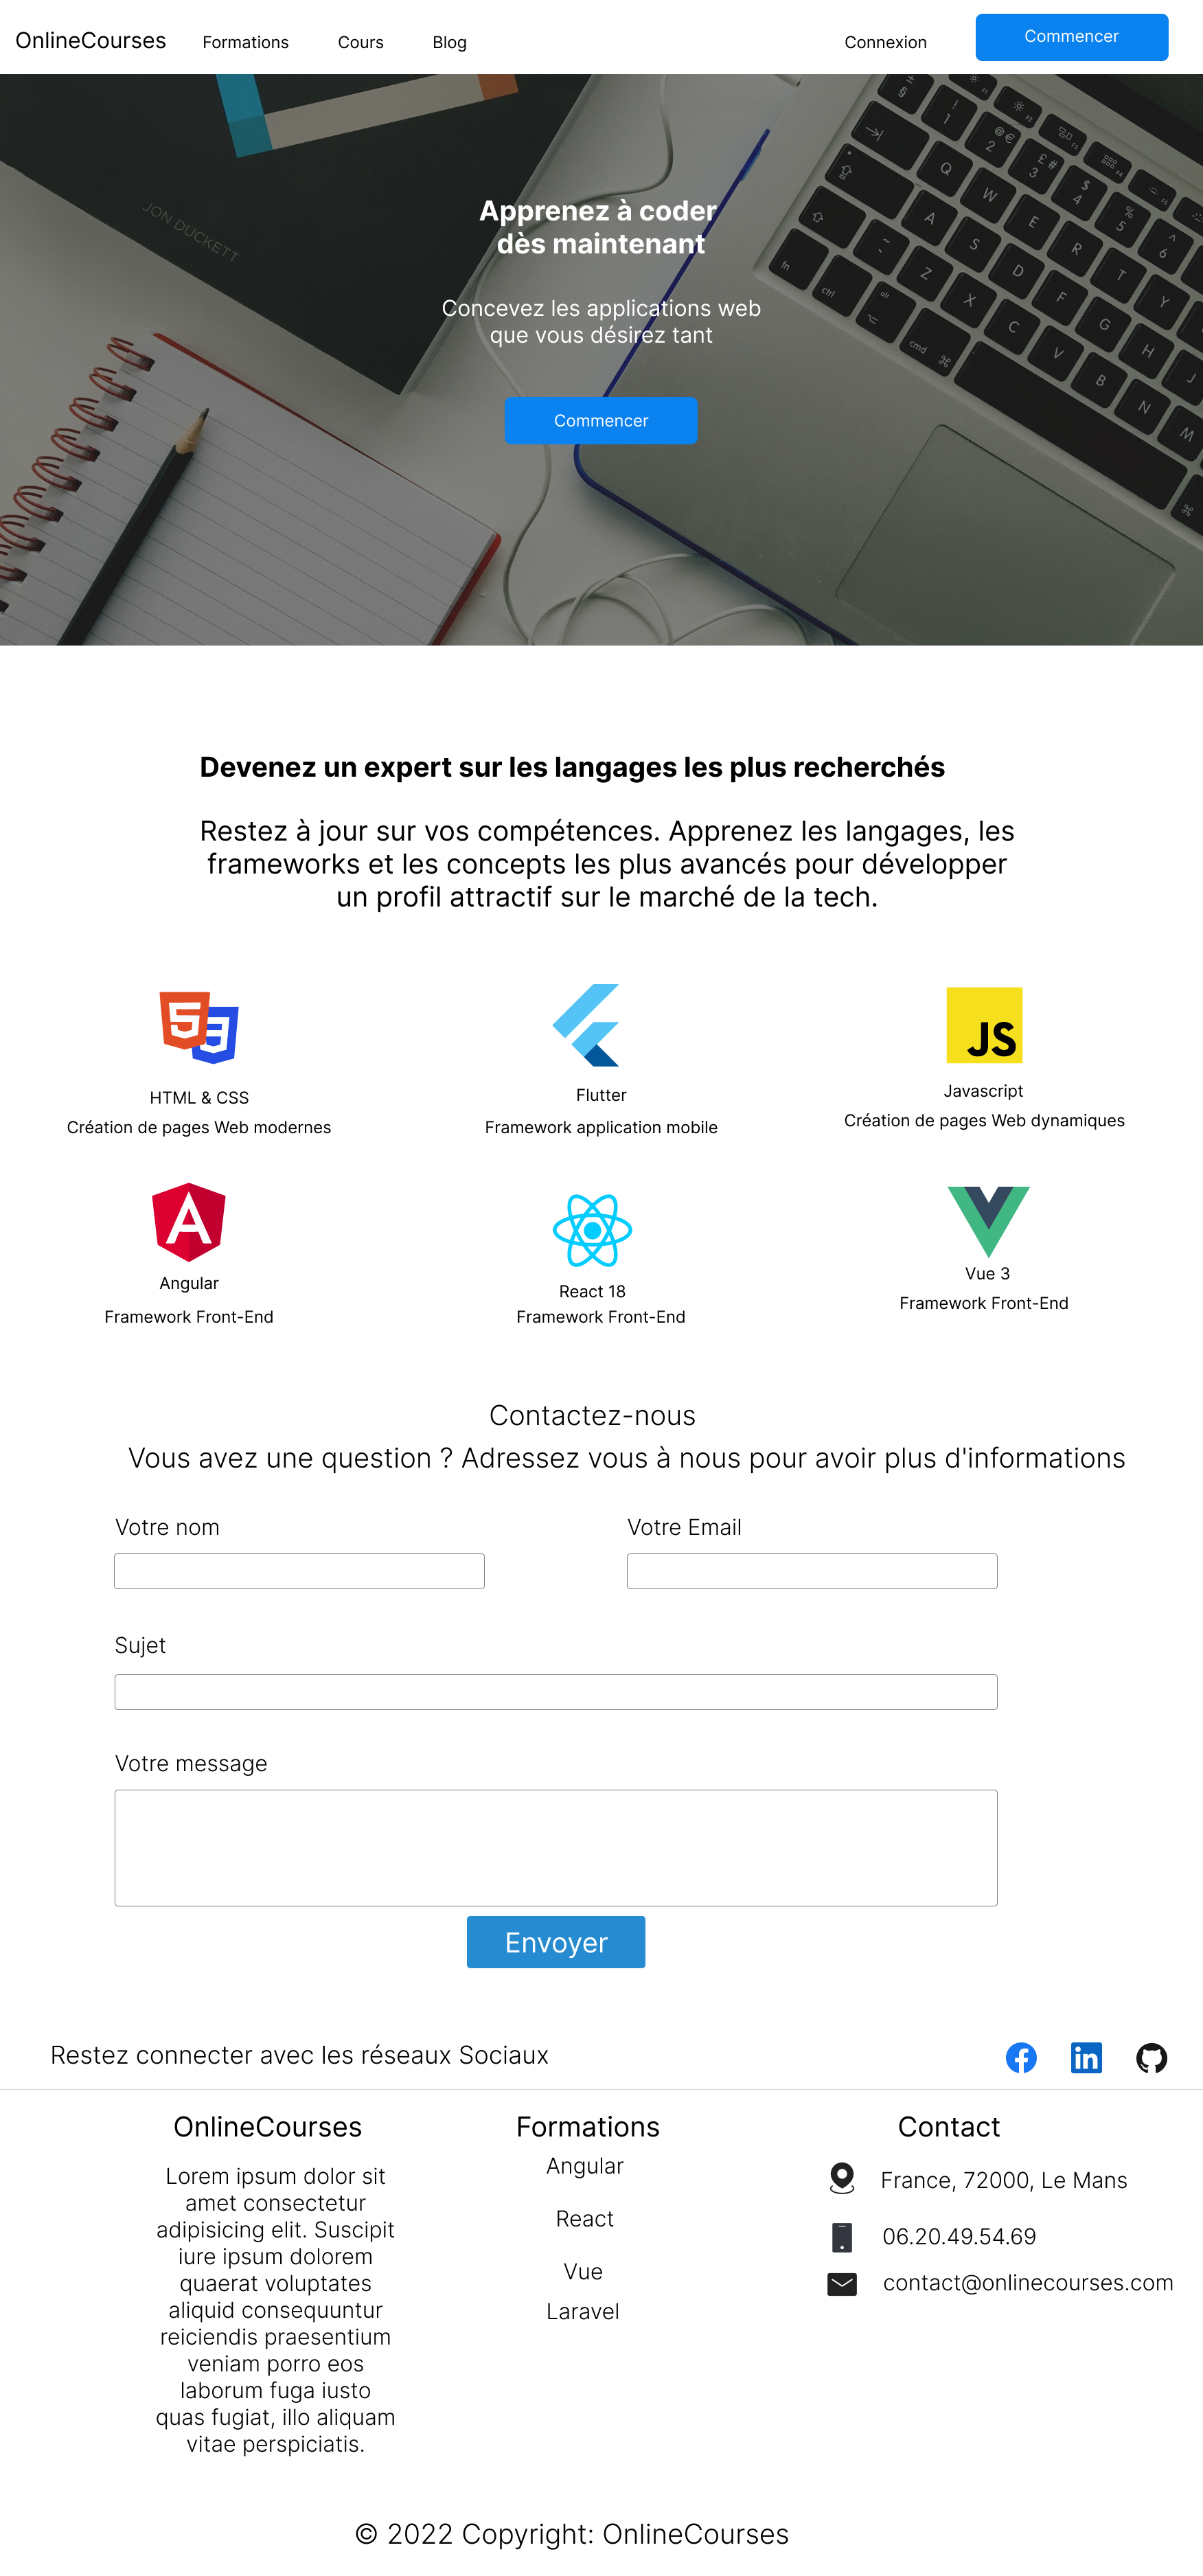 OnlineCourses
Formations
Cours
Blog
Connexion
Commencer
JON DUCKETT
Apprenez à coder
dès maintenant
Concevez les applications web
que vous désirez tant
Commencer
Devenez un expert sur les langages les plus recherchés
Restez à jour sur vos compétences. Apprenez les langages, les
frameworks et les concepts les plus avancés pour développer
un profil attractif sur le marché de la tech.
JS
HTML & CSS
Création de pages Web modernes
Flutter
Framework application mobile
Javascript
Création de pages Web dynamiques
Angular
Framework Front-End
React 18
Framework Front-End
Vue 3
Framework Front-End
Contactez-nous
Vous avez une question ? Adressez vous à nous pour avoir plus d'informations
Votre nom
Votre Email
Sujet
Votre message
Envoyer
Restez connecter avec les réseaux Sociaux
OnlineCourses
Lorem ipsum dolor sit
amet consectetur
adipisicing elit. Suscipit
iure ipsum dolorem
quaerat voluptates
aliquid consequuntur
reiciendis praesentium
veniam porro eos
laborum fuga iusto
quas fugiat, illo aliquam
vitae perspiciatis.
Formations
Angular
React
Vue
Laravel
Contact
France, 72000, Le Mans
06.20.49.54.69
contact@onlinecourses.com
© 2022 Copyright: OnlineCourses